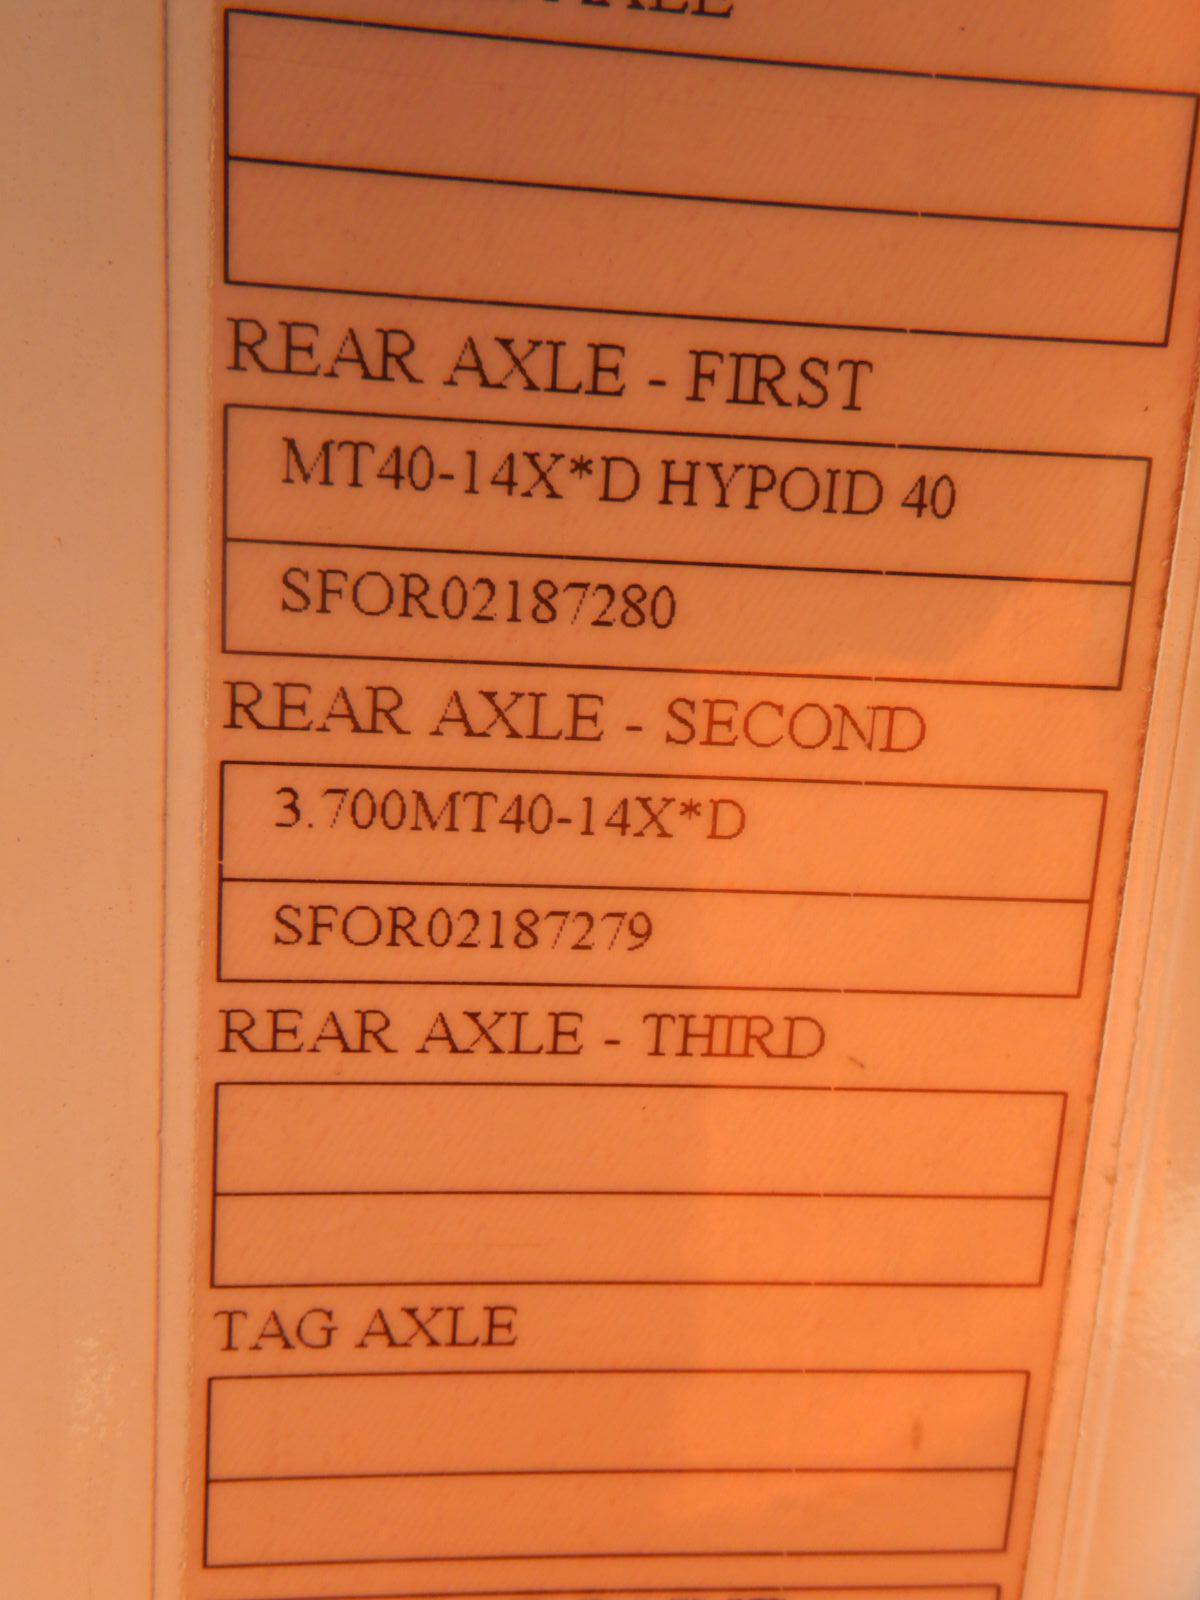 AXLE
REAR AXLE - FIRST
MT40-14X*D HYPOID 40
SFOR02187280
REAR AXLE - SECOND
3.700MT40-14X*D
SFOR02187279
REAR AXLE - THIRD
TAG AXLE